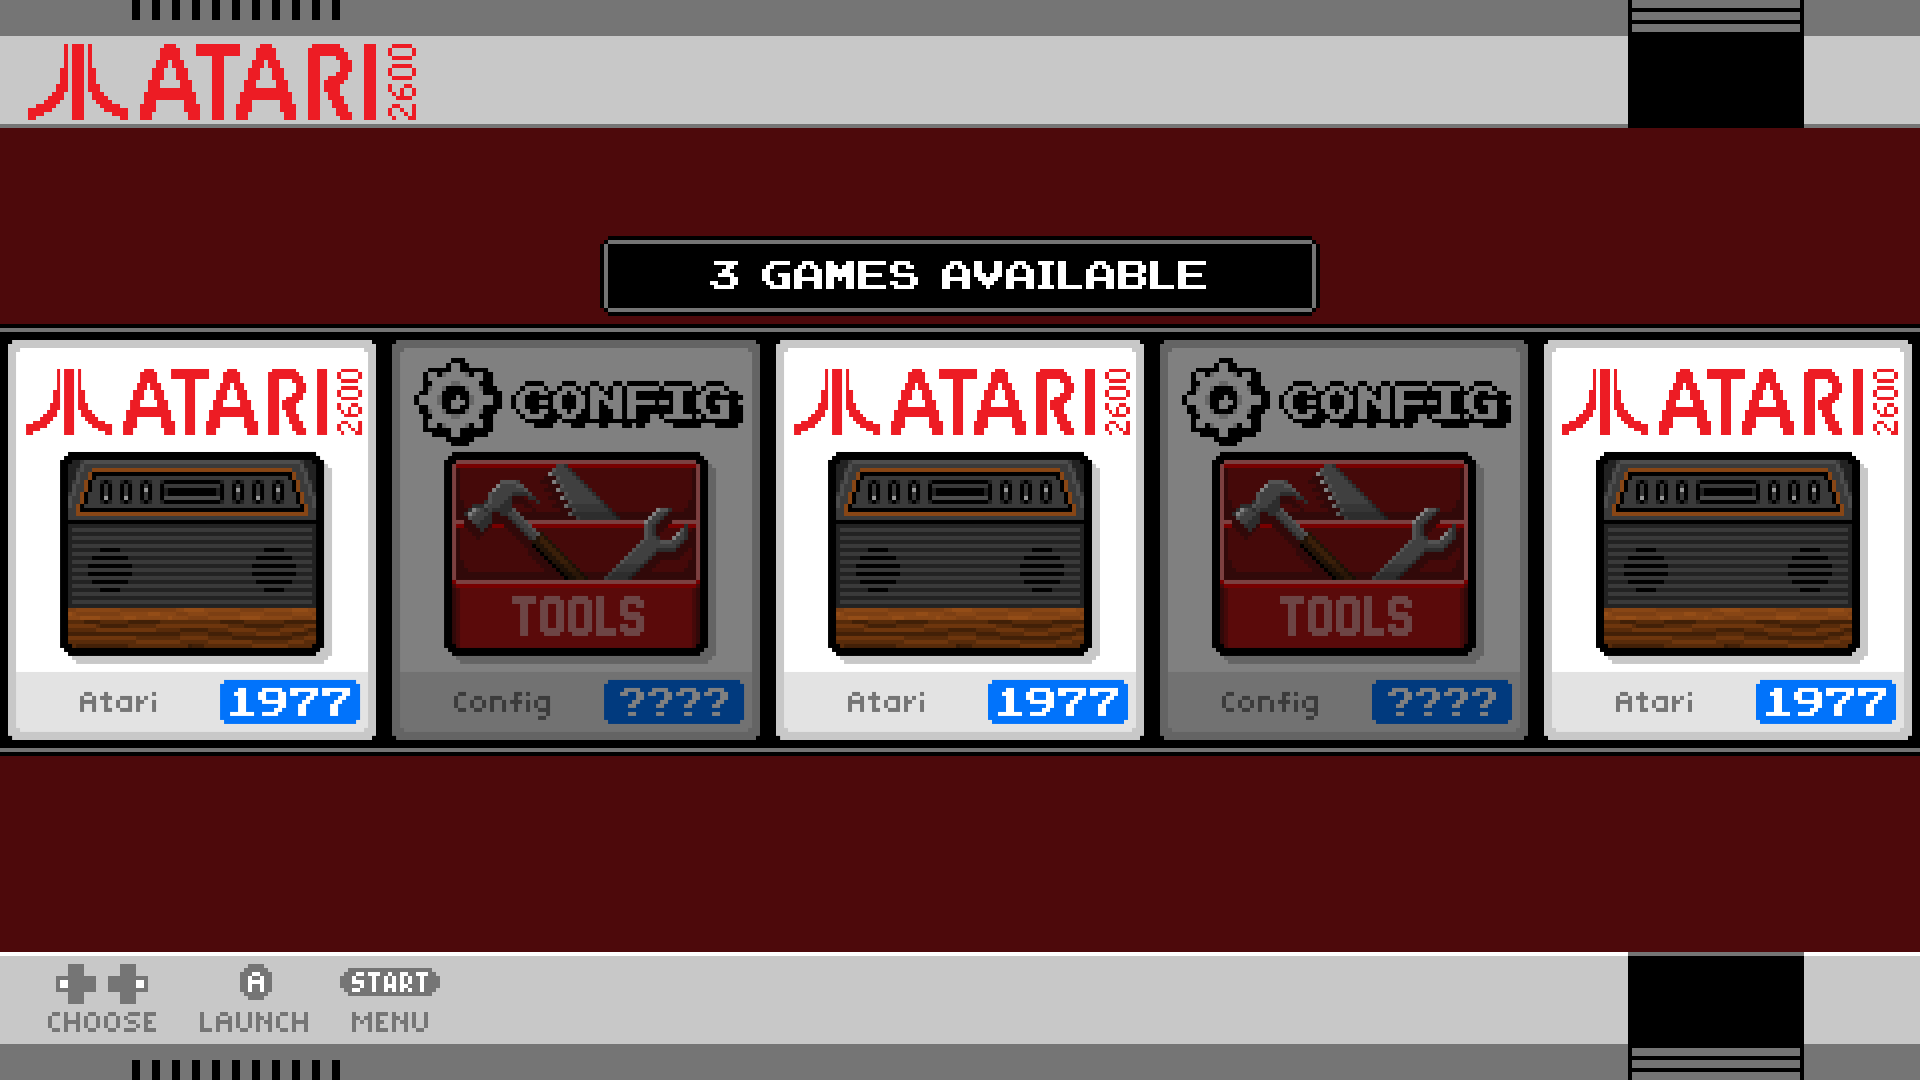 ATARI 2600
3 GAMES AVAILABLE
ATARI 2600
Atari 1977
CONFIG
TOOLS
Config ????
ATARI 2600
Atari 1977
CONFIG
TOOLS
Config ????
ATARI 2600
Atari 1977
A START
CHOOSE LAUNCH MENU